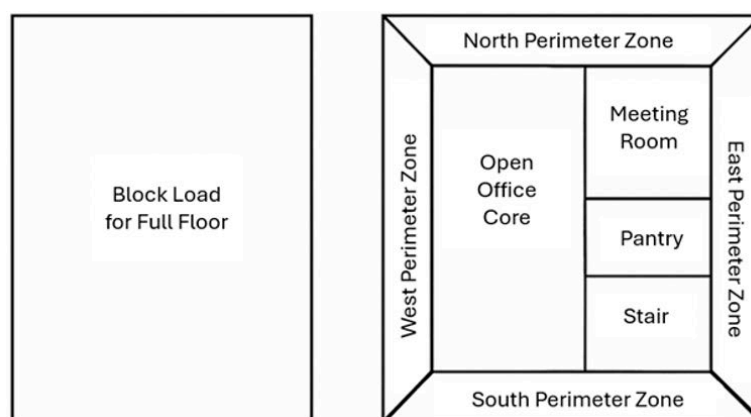 Block Load
for Full Floor
North Perimeter Zone
West Perimeter Zone
Open
Office
Core
Meeting
Room
Pantry
Stair
East Perimeter Zone
South Perimeter Zone